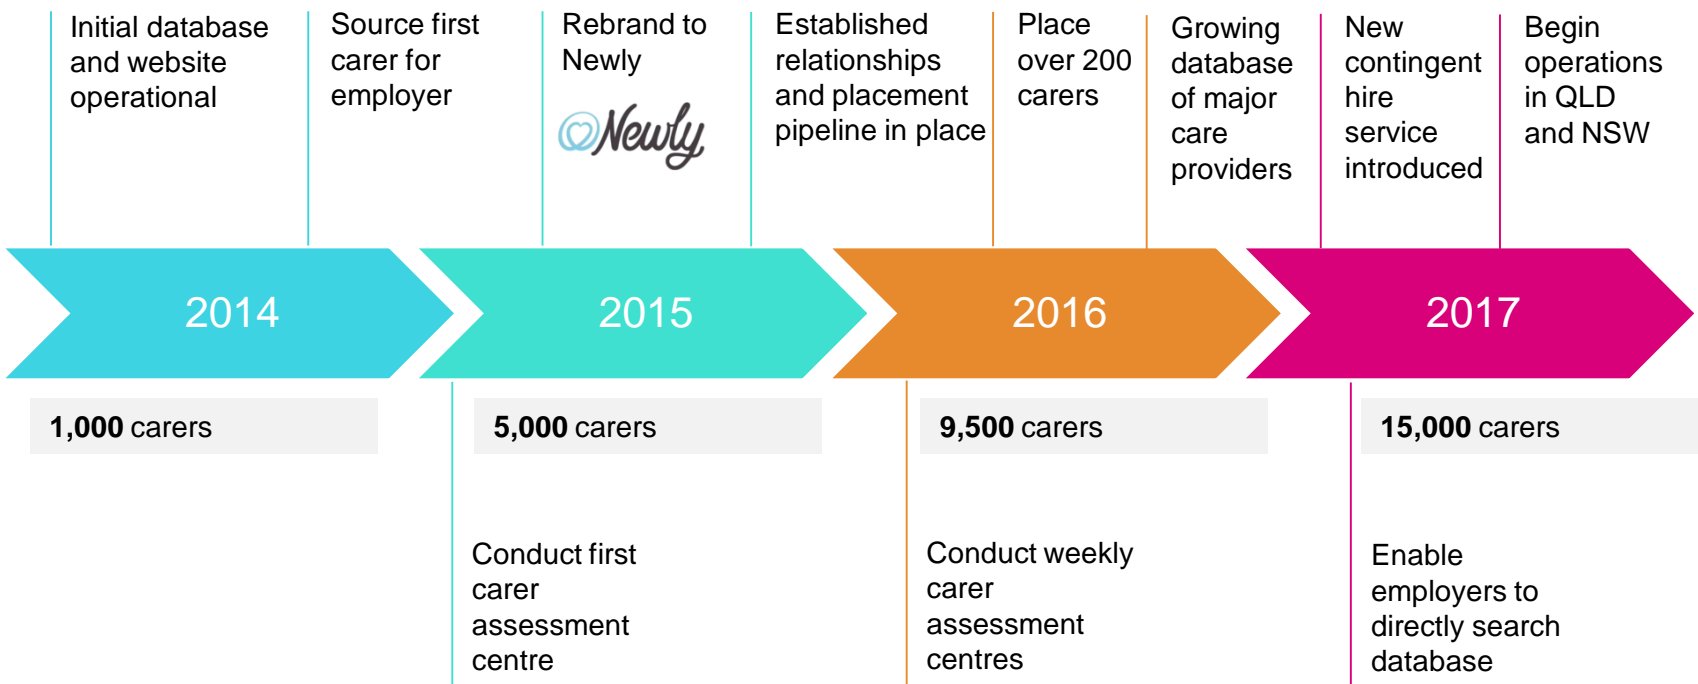 Initial database
and website
operational
Source first
carer for
employer
Rebrand to
Newly
Newly
Established
relationships
and placement
pipeline in place
Place
over 200
carers
Growing
database
of major
care
providers
New
contingent
hire
service
introduced
Begin
operations
in QLD
and NSW
2014
2015
2016
2017
1,000 carers
5,000 carers
9,500 carers
15,000 carers
Conduct first
carer
assessment
centre
Conduct weekly
carer
assessment
centres
Enable
employers to
directly search
database